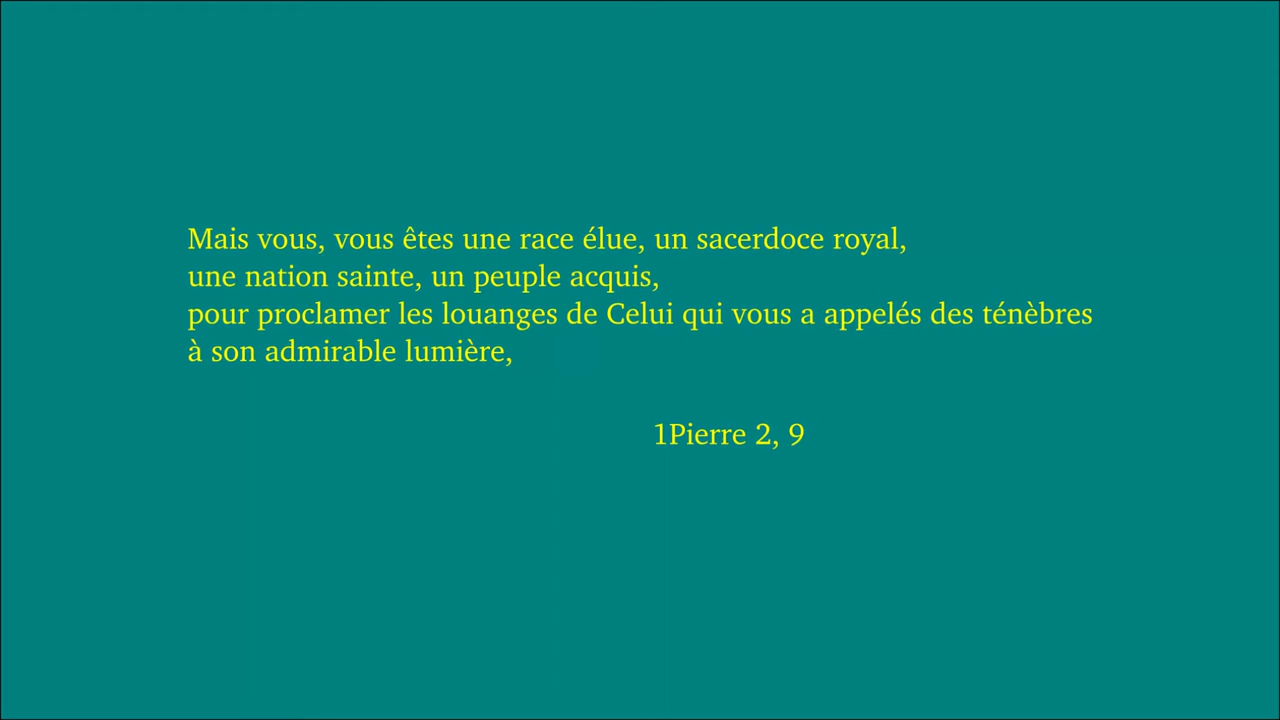 Mais vous, vous êtes une race élue, un sacerdoce royal,
une nation sainte, un peuple acquis,
pour proclamer les louanges de Celui qui vous a appelés des ténèbres
à son admirable lumière,
1Pierre 2, 9